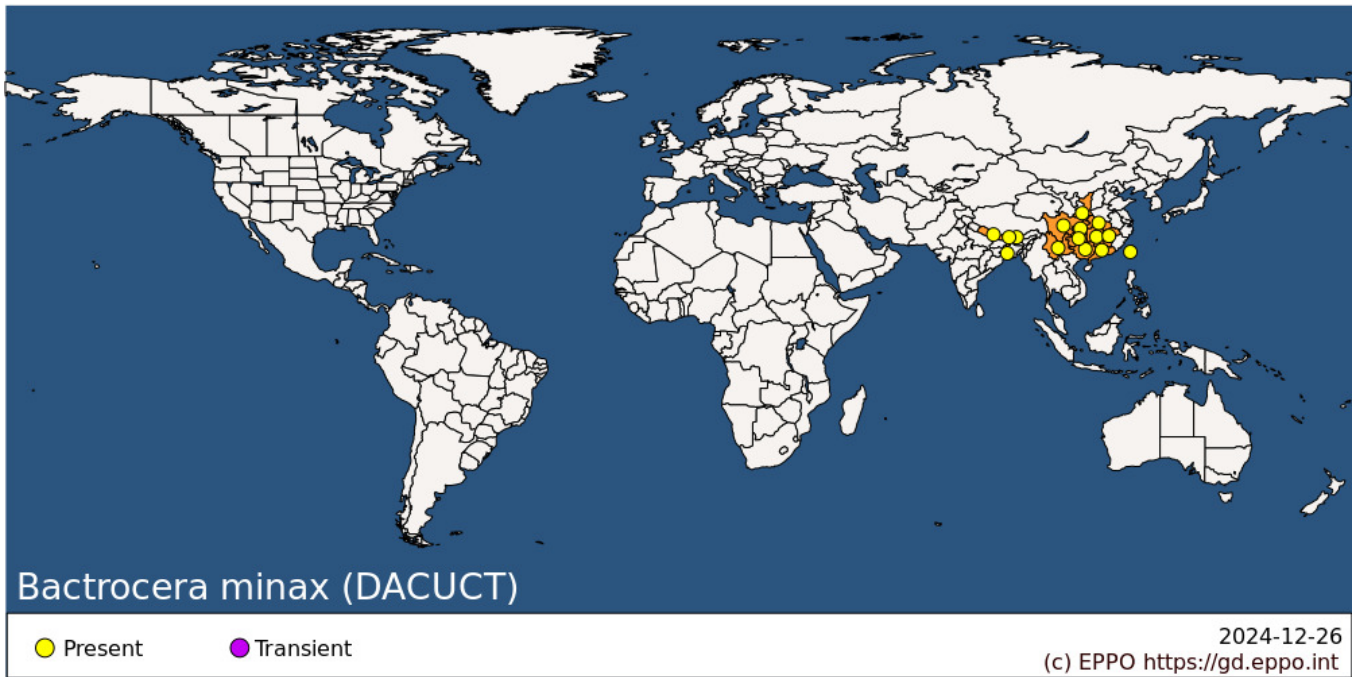 Bactrocera minax (DACUCT)
Present
Transient
2024-12-26
(c) EPPO https://gd.eppo.int